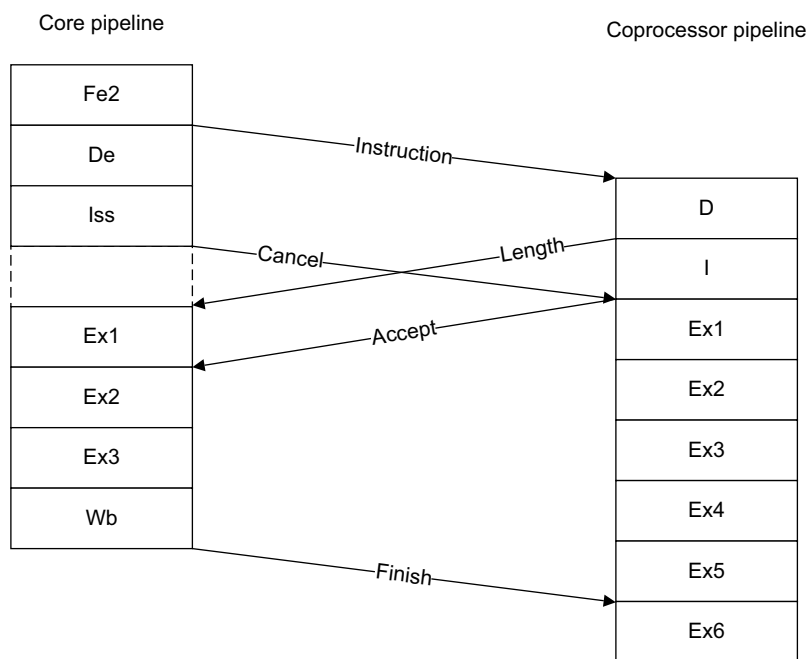 Core pipeline
Coprocessor pipeline
Fe2
De
Iss
Ex1
Ex2
Ex3
Wb
Instruction
Cancel
Length
Accept
Finish
D
I
Ex1
Ex2
Ex3
Ex4
Ex5
Ex6